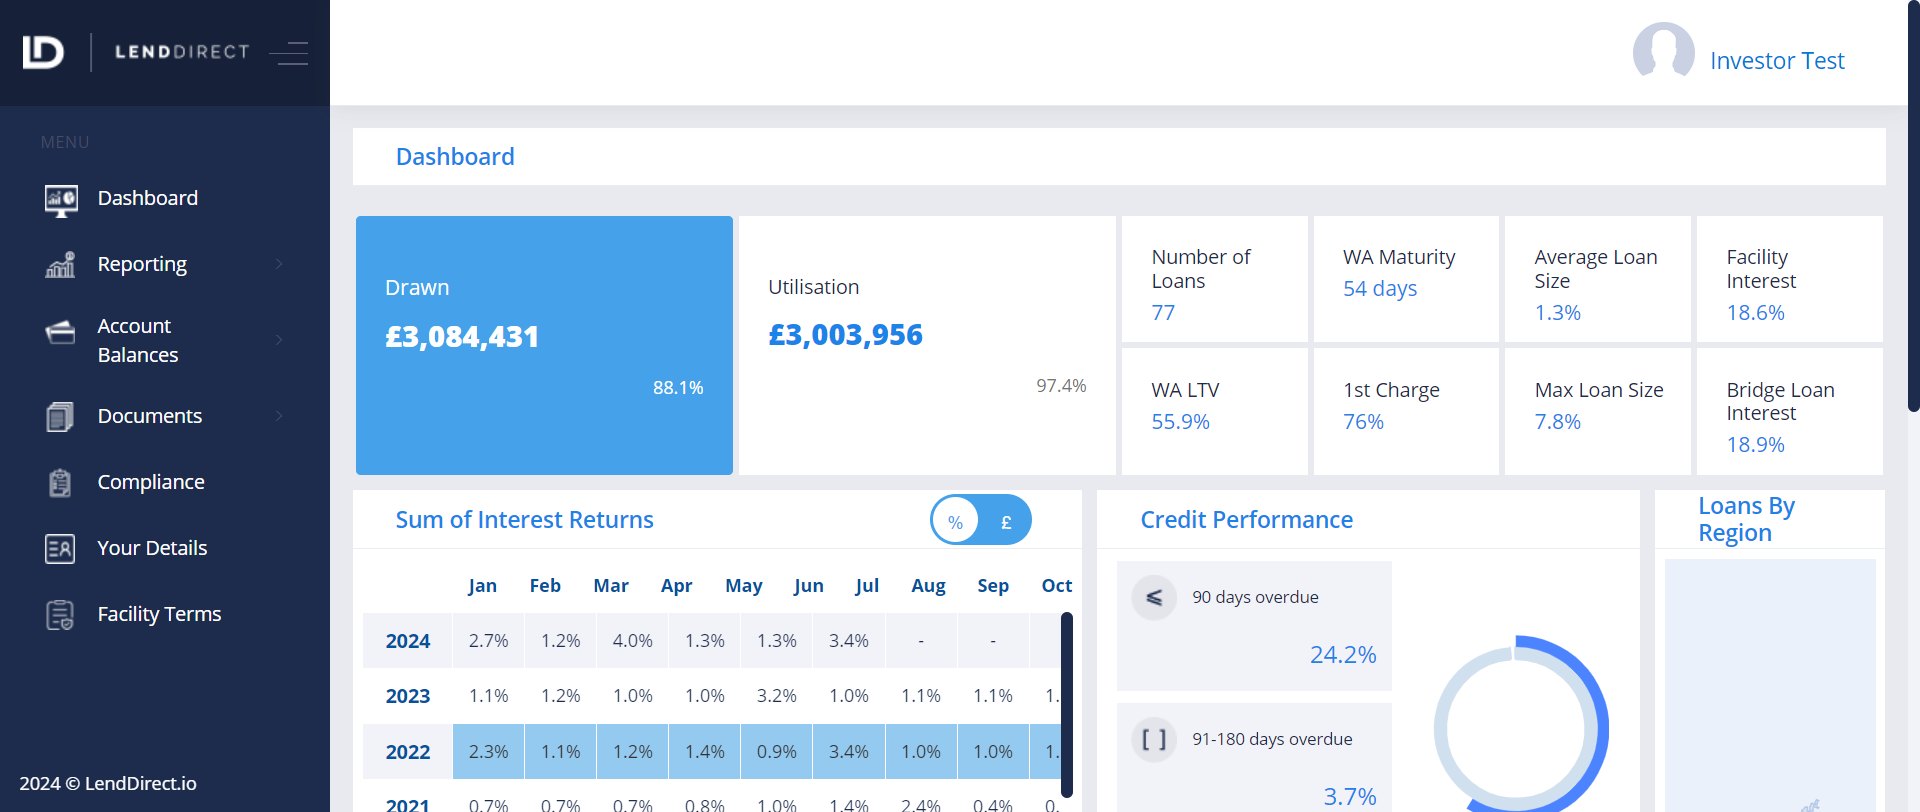 LENDDIRECT
Investor Test
MENU
Dashboard
Reporting
Account
Balances
Documents
Compliance
Your Details
Facility Terms
2024 © LendDirect.io
Dashboard
Drawn
£3,084,431
88.1%
Utilisation
£3,003,956
97.4%
Number of
Loans
77
WA Maturity
54 days
Average Loan
Size
1.3%
Facility
Interest
18.6%
WA LTV
55.9%
1st Charge
76%
Max Loan Size
7.8%
Bridge Loan
Interest
18.9%
Sum of Interest Returns
% £
Jan Feb Mar Apr May Jun Jul Aug Sep Oct
2024 2.7% 1.2% 4.0% 1.3% 1.3% 3.4% - -
2023 1.1% 1.2% 1.0% 1.0% 3.2% 1.0% 1.1% 1.1% 1.
2022 2.3% 1.1% 1.2% 1.4% 0.9% 3.4% 1.0% 1.0% 1.
2021 0.7% 0.7% 0.7% 0.8% 1.0% 1.4% 2.4% 0.4% 0.
Credit Performance
⩽ 90 days overdue
24.2%
[ ] 91-180 days overdue
3.7%
Loans By
Region